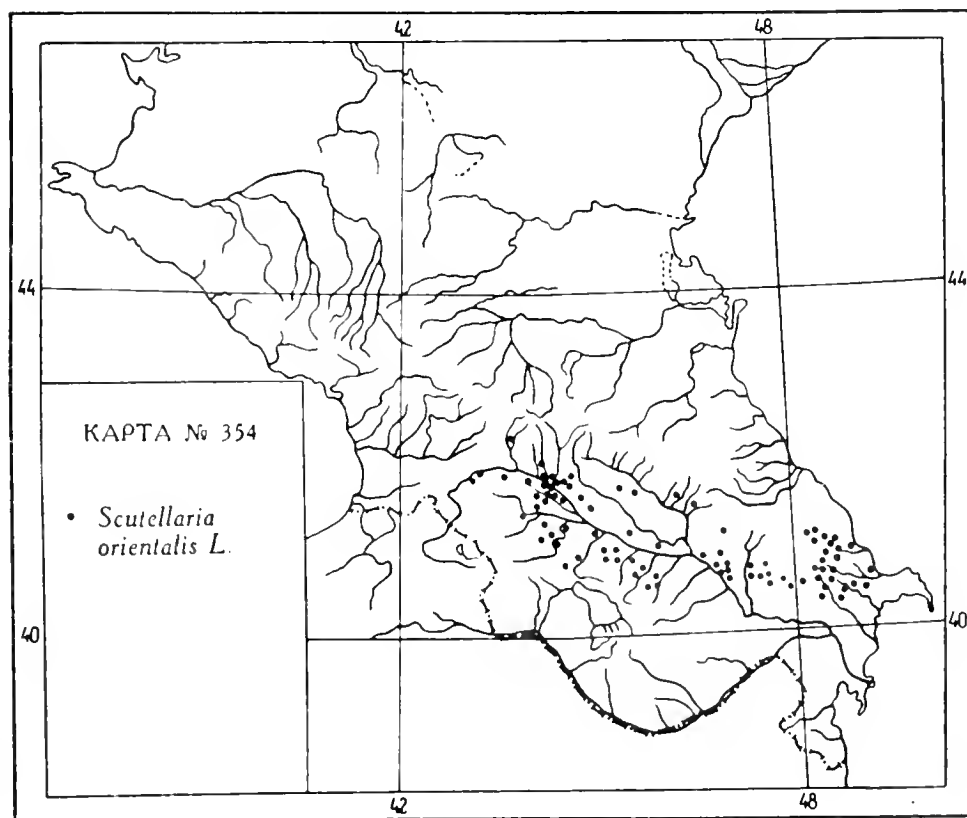 42 48
44 44
КАРТА № 354
• Scutellaria
orientalis L.
40 40
42 48